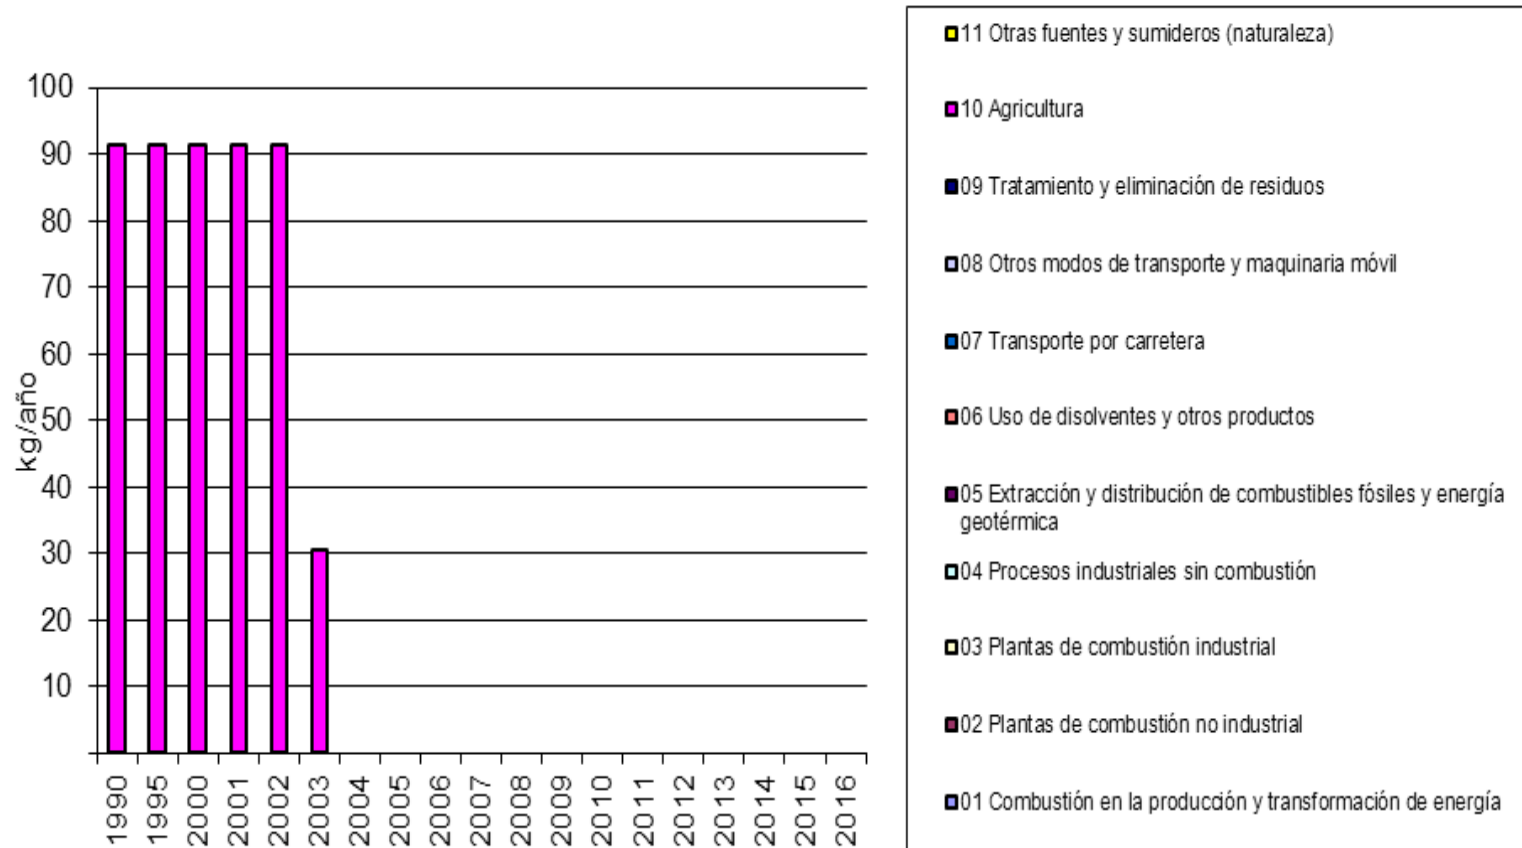 100
90
80
70
60
50
40
30
20
10
kg/año
1990
1995
2000
2001
2002
2003
2004
2005
2006
2007
2008
2009
2010
2011
2012
2013
2014
2015
2016
11 Otras fuentes y sumideros (naturaleza)
10 Agricultura
09 Tratamiento y eliminación de residuos
08 Otros modos de transporte y maquinaria móvil
07 Transporte por carretera
06 Uso de disolventes y otros productos
05 Extracción y distribución de combustibles fósiles y energía
geotérmica
04 Procesos industriales sin combustión
03 Plantas de combustión industrial
02 Plantas de combustión no industrial
01 Combustión en la producción y transformación de energía